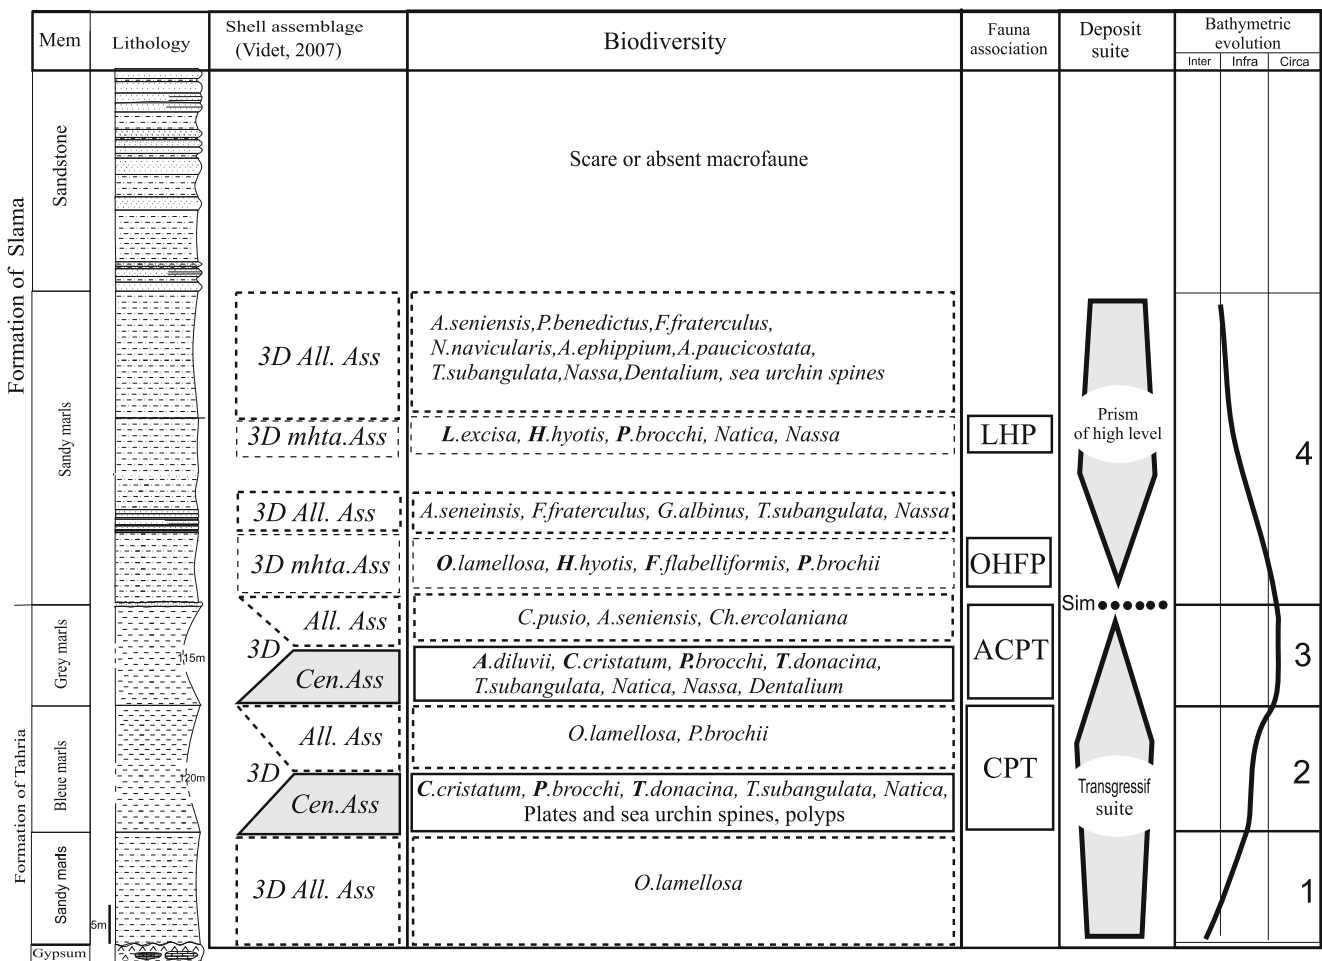 Mem
Lithology
Shell assemblage
(Videt, 2007)
Biodiversity
Fauna
association
Deposit
suite
Bathymetric
evolution
Inter
Infra
Circa
Formation of Slama
Sandstone
Scare or absent macrofaune
Sandy marls
3D All. Ass
A.seniensis,P.benedictus,F.fraterculus,
N.navicularis,A.ephippium,A.paucicostata,
T.subangulata,Nassa,Dentalium, sea urchin spines
Prism
of high level
3D mhta.Ass
L.excisa, H.hyotis, P.brocchi, Natica, Nassa
LHP
4
3D All. Ass
A.seneinsis, F.fraterculus, G.albinus, T.subangulata, Nassa
3D mhta.Ass
O.lamellosa, H.hyotis, F.flabelliformis, P.brochii
OHFP
Sim
Formation of Tahria
Grey marls
115m
All. Ass
3D
Cen.Ass
C.pusio, A.seniensis, Ch.ercolaniana
A.diluvii, C.cristatum, P.brocchi, T.donacina,
T.subangulata, Natica, Nassa, Dentalium
ACPT
3
Bleue marls
120m
All. Ass
3D
Cen.Ass
O.lamellosa, P.brochii
C.cristatum, P.brocchi, T.donacina, T.subangulata, Natica,
Plates and sea urchin spines, polyps
CPT
Transgressif
suite
2
Sandy marls
5m
3D All. Ass
O.lamellosa
1
Gypsum